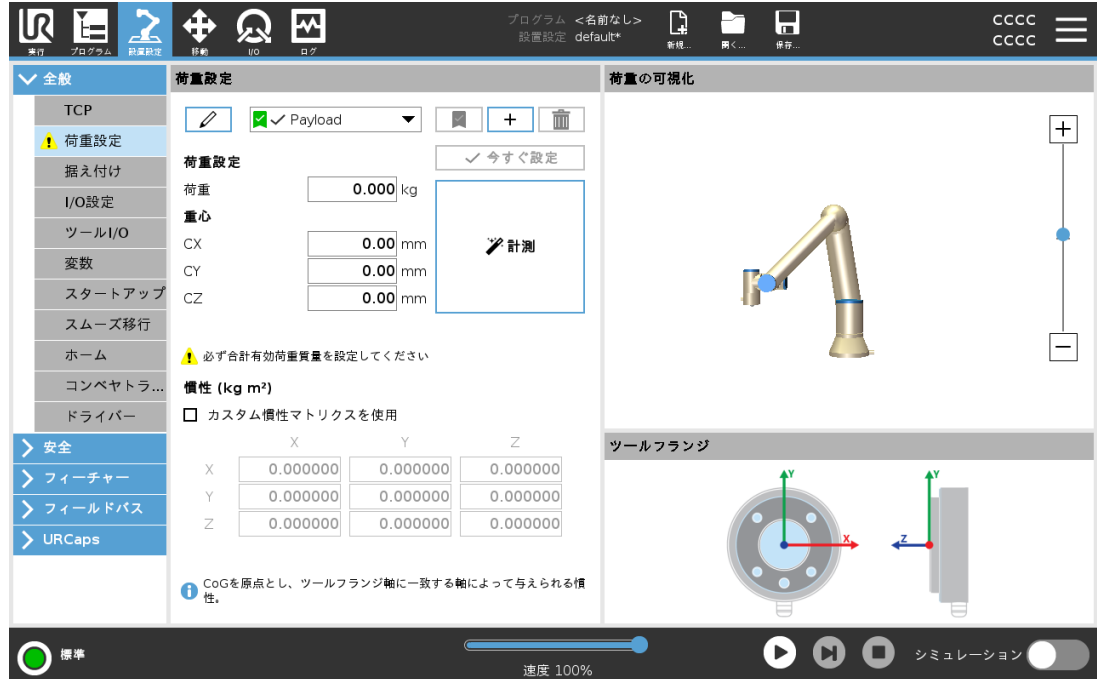 UR
実行
プログラム
設置設定
移動
I/O
ログ
プログラム <名前なし>
設置設定 default*
新規...
開く...
保存...
CCCC
CCCC
全般
TCP
荷重設定
据え付け
I/O設定
ツールI/O
変数
スタートアップ
スムーズ移行
ホーム
コンベヤトラ...
ドライバー
安全
フィーチャー
フィールドバス
URCaps
荷重設定
Payload
荷重設定
今すぐ設定
荷重 0.000 kg
重心
CX 0.00 mm
CY 0.00 mm
CZ 0.00 mm
計測
必ず合計有効荷重質量を設定してください
慣性 (kg m²)
カスタム慣性マトリクスを使用
X Y Z
X 0.000000 0.000000 0.000000
Y 0.000000 0.000000 0.000000
Z 0.000000 0.000000 0.000000
CoGを原点とし、ツールフランジ軸に一致する軸によって与えられる慣
性。
荷重の可視化
ツールフランジ
Y Y
X Z
標準
速度 100%
シミュレーション